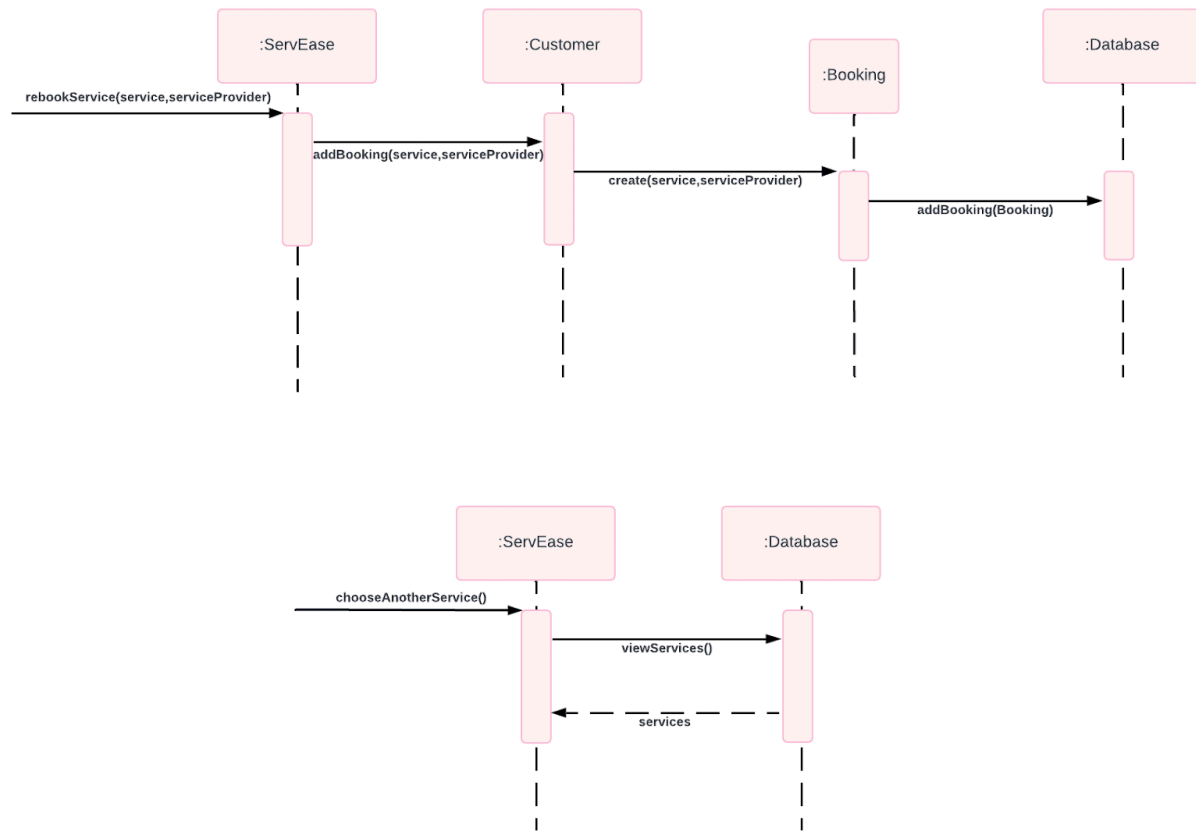 :ServEase
:Customer
:Booking
:Database
rebookService(service,serviceProvider)
addBooking(service,serviceProvider)
create(service,serviceProvider)
addBooking(Booking)
:ServEase
:Database
chooseAnotherService()
viewServices()
services